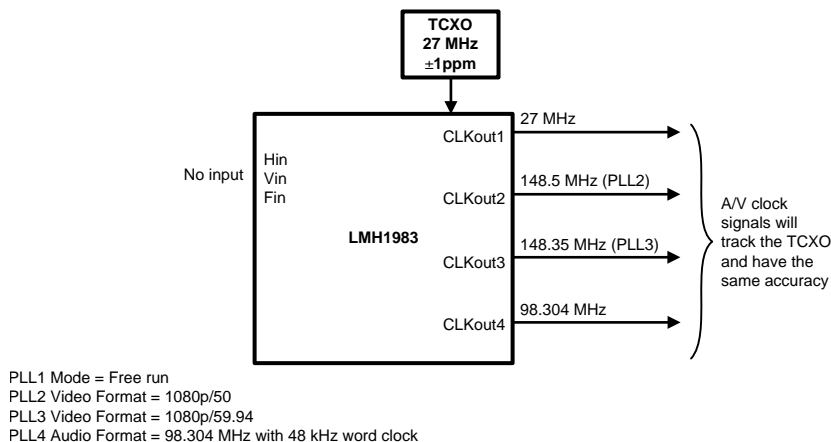 TCXO
27 MHz
±1ppm
No input
Hin
Vin
Fin
LMH1983
CLKout1
27 MHz
CLKout2
148.5 MHz (PLL2)
CLKout3
148.35 MHz (PLL3)
CLKout4
98.304 MHz
A/V clock
signals will
track the TCXO
and have the
same accuracy
PLL1 Mode = Free run
PLL2 Video Format = 1080p/50
PLL3 Video Format = 1080p/59.94
PLL4 Audio Format = 98.304 MHz with 48 kHz word clock